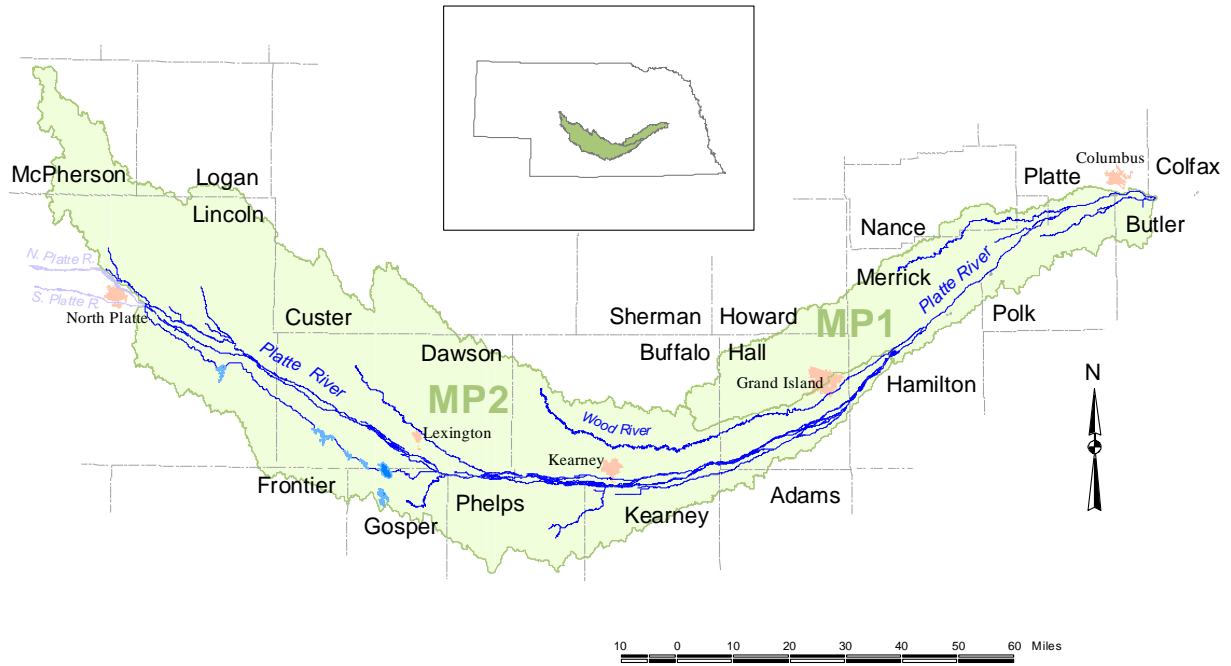 Columbus
Platte
Colfax
McPherson
Logan
Lincoln
Nance
Butler
N. Platte R.
Platte River
Merrick
S. Platte R.
North Platte
Custer
Sherman
Howard
MP1
Polk
Platte River
Dawson
Buffalo
Hall
N
Grand Island
Hamilton
MP2
Lexington
Wood River
Kearney
Frontier
Phelps
Adams
Gosper
Kearney
10 0 10 20 30 40 50 60 Miles